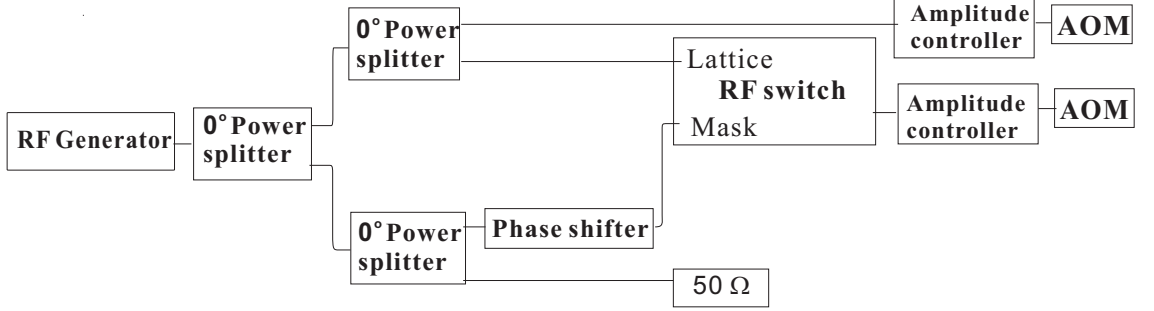 RF Generator
0° Power
splitter
0° Power
splitter
Lattice
RF switch
Mask
Amplitude
controller
AOM
Amplitude
controller
AOM
0° Power
splitter
Phase shifter
50 Ω